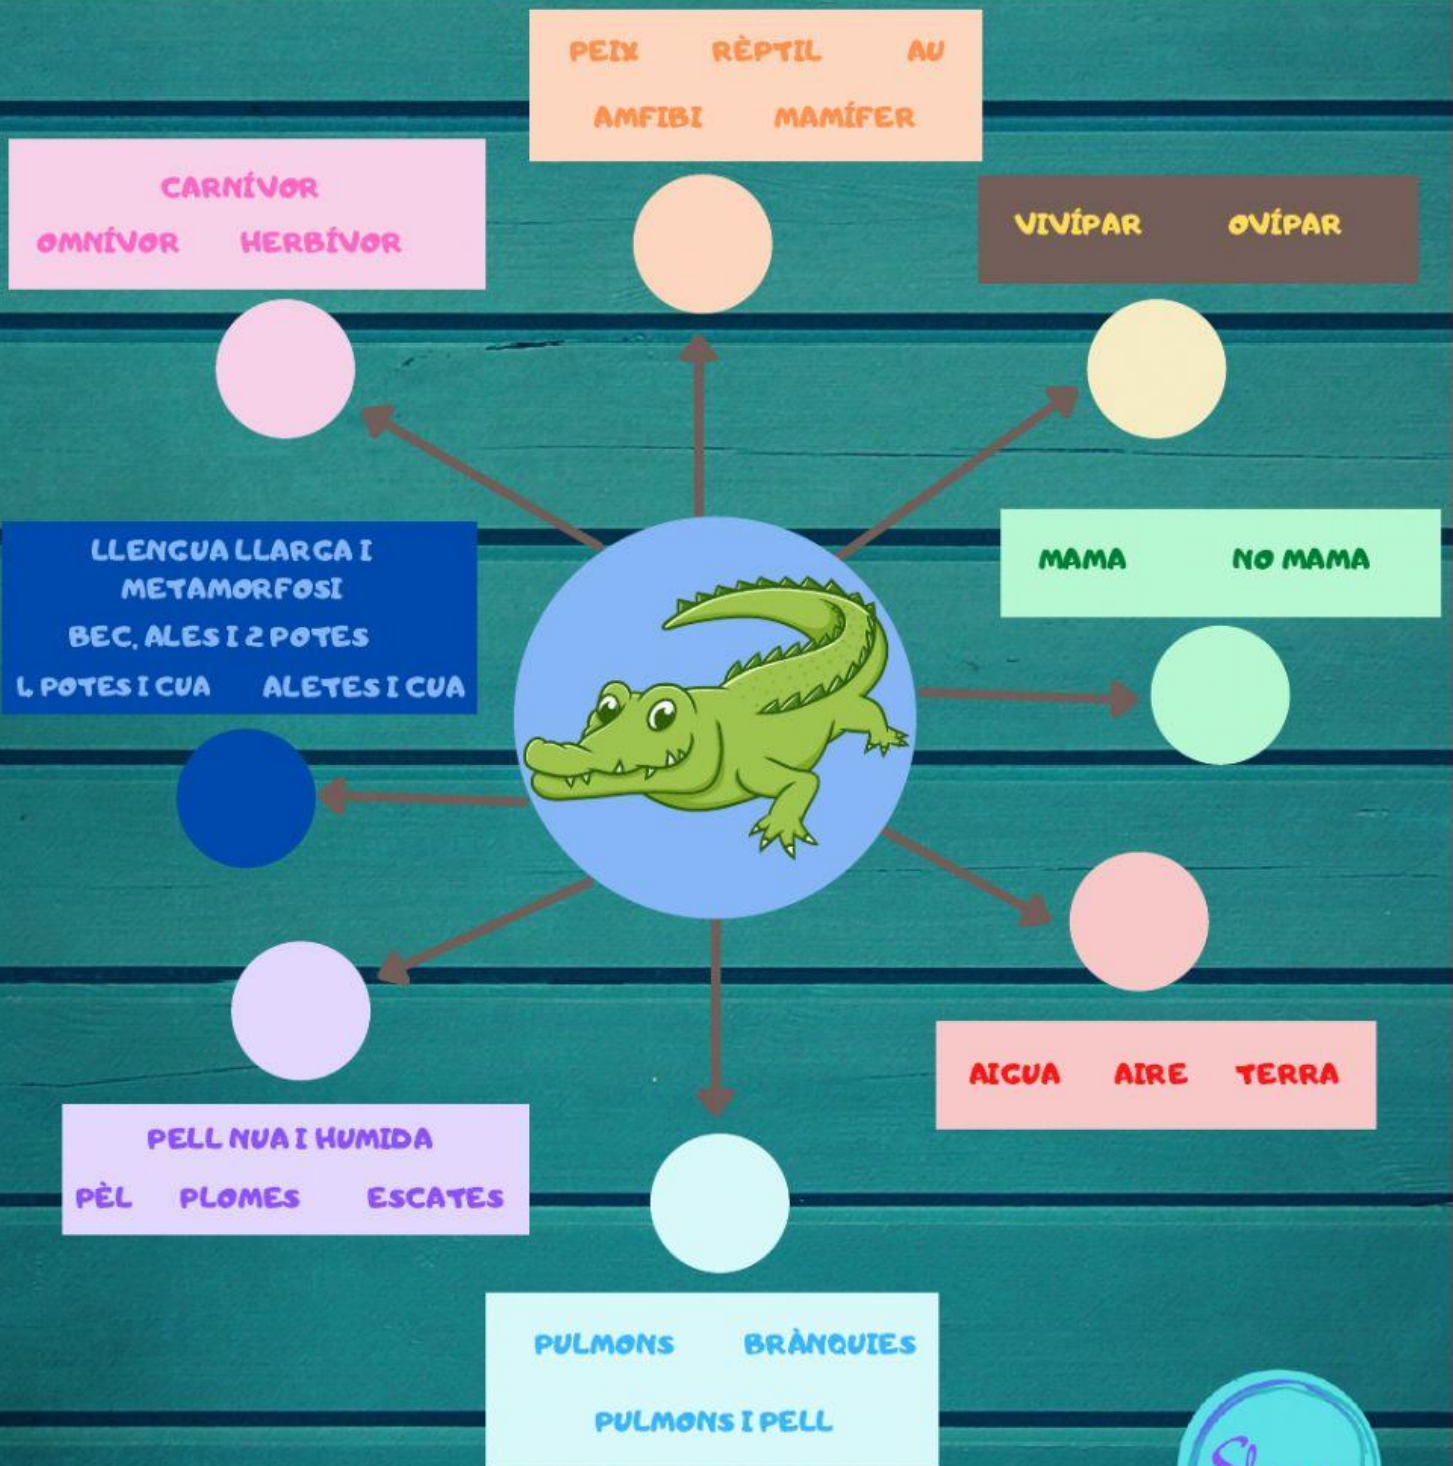 PEIX RÈPTIL AU
AMFIBI MAMÍFER
CARNÍVOR
OMNÍVOR HERBÍVOR
VIVÍPAR OVÍPAR
LLENGUA LLARGA I
METAMORFOSI
BEC, ALES I 2 POTES
4 POTES I CUA ALETES I CUA
MAMA NO MAMA
AIGUA AIRE TERRA
PELL NUA I HUMIDA
PÈL PLOMES ESCATES
PULMONS BRÀNQUIES
PULMONS I PELL